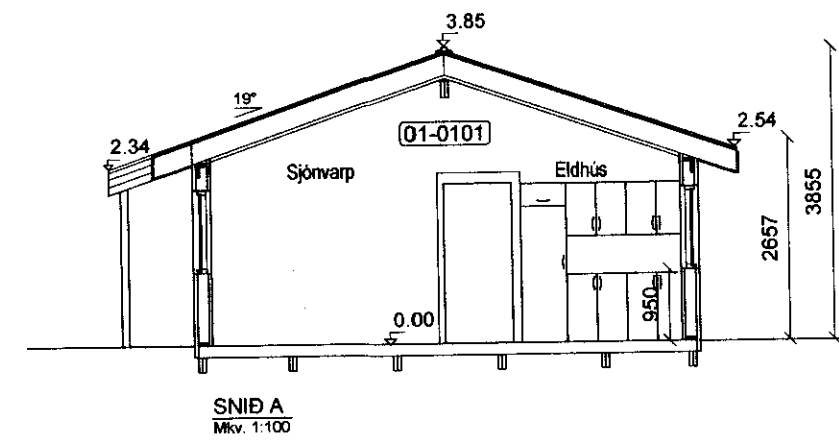 3.85
19°
2.34
01-0101
2.54
Sjónvarp
Eldhús
3855
2657
950
0.00
SNIÐ A
Mkv. 1:100